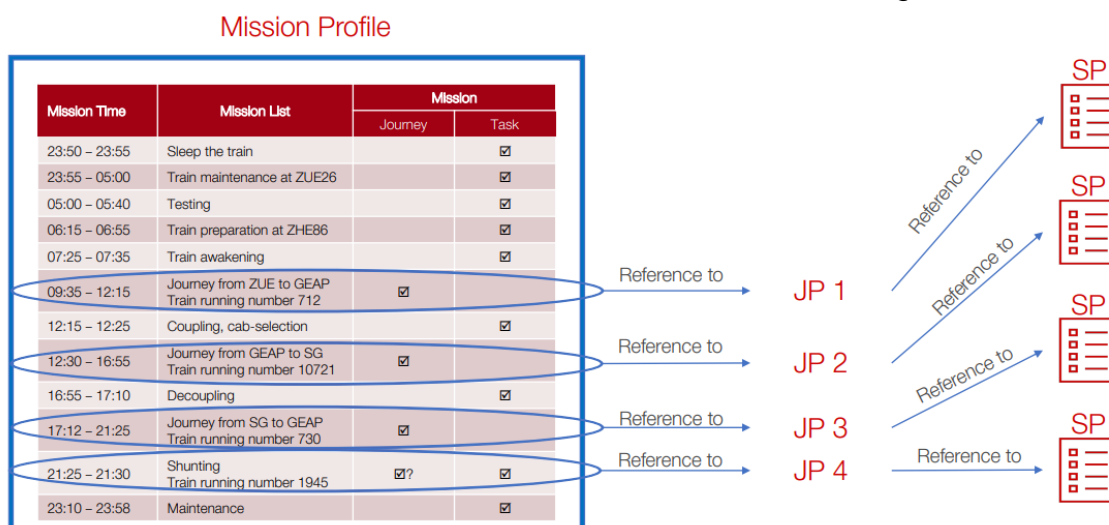 Mission Profile
SP
Mission Time Mission List Mission
Journey Task
23:50 – 23:55 Sleep the train ☑
23:55 – 05:00 Train maintenance at ZUE26 ☑
05:00 – 05:40 Testing ☑
06:15 – 06:55 Train preparation at ZHE86 ☑
07:25 – 07:35 Train awakening ☑
Reference to
SP
09:35 – 12:15 Journey from ZUE to GEAP ☑
Train running number 712
Reference to
JP 1
Reference to
12:15 – 12:25 Coupling, cab-selection ☑
SP
12:30 – 16:55 Journey from GEAP to SG ☑
Train running number 10721
Reference to
JP 2
Reference to
16:55 – 17:10 Decoupling ☑
17:12 – 21:25 Journey from SG to GEAP ☑
Train running number 730
Reference to
JP 3
SP
21:25 – 21:30 Shunting ☑? ☑
Train running number 1945
Reference to
JP 4
Reference to
23:10 – 23:58 Maintenance ☑